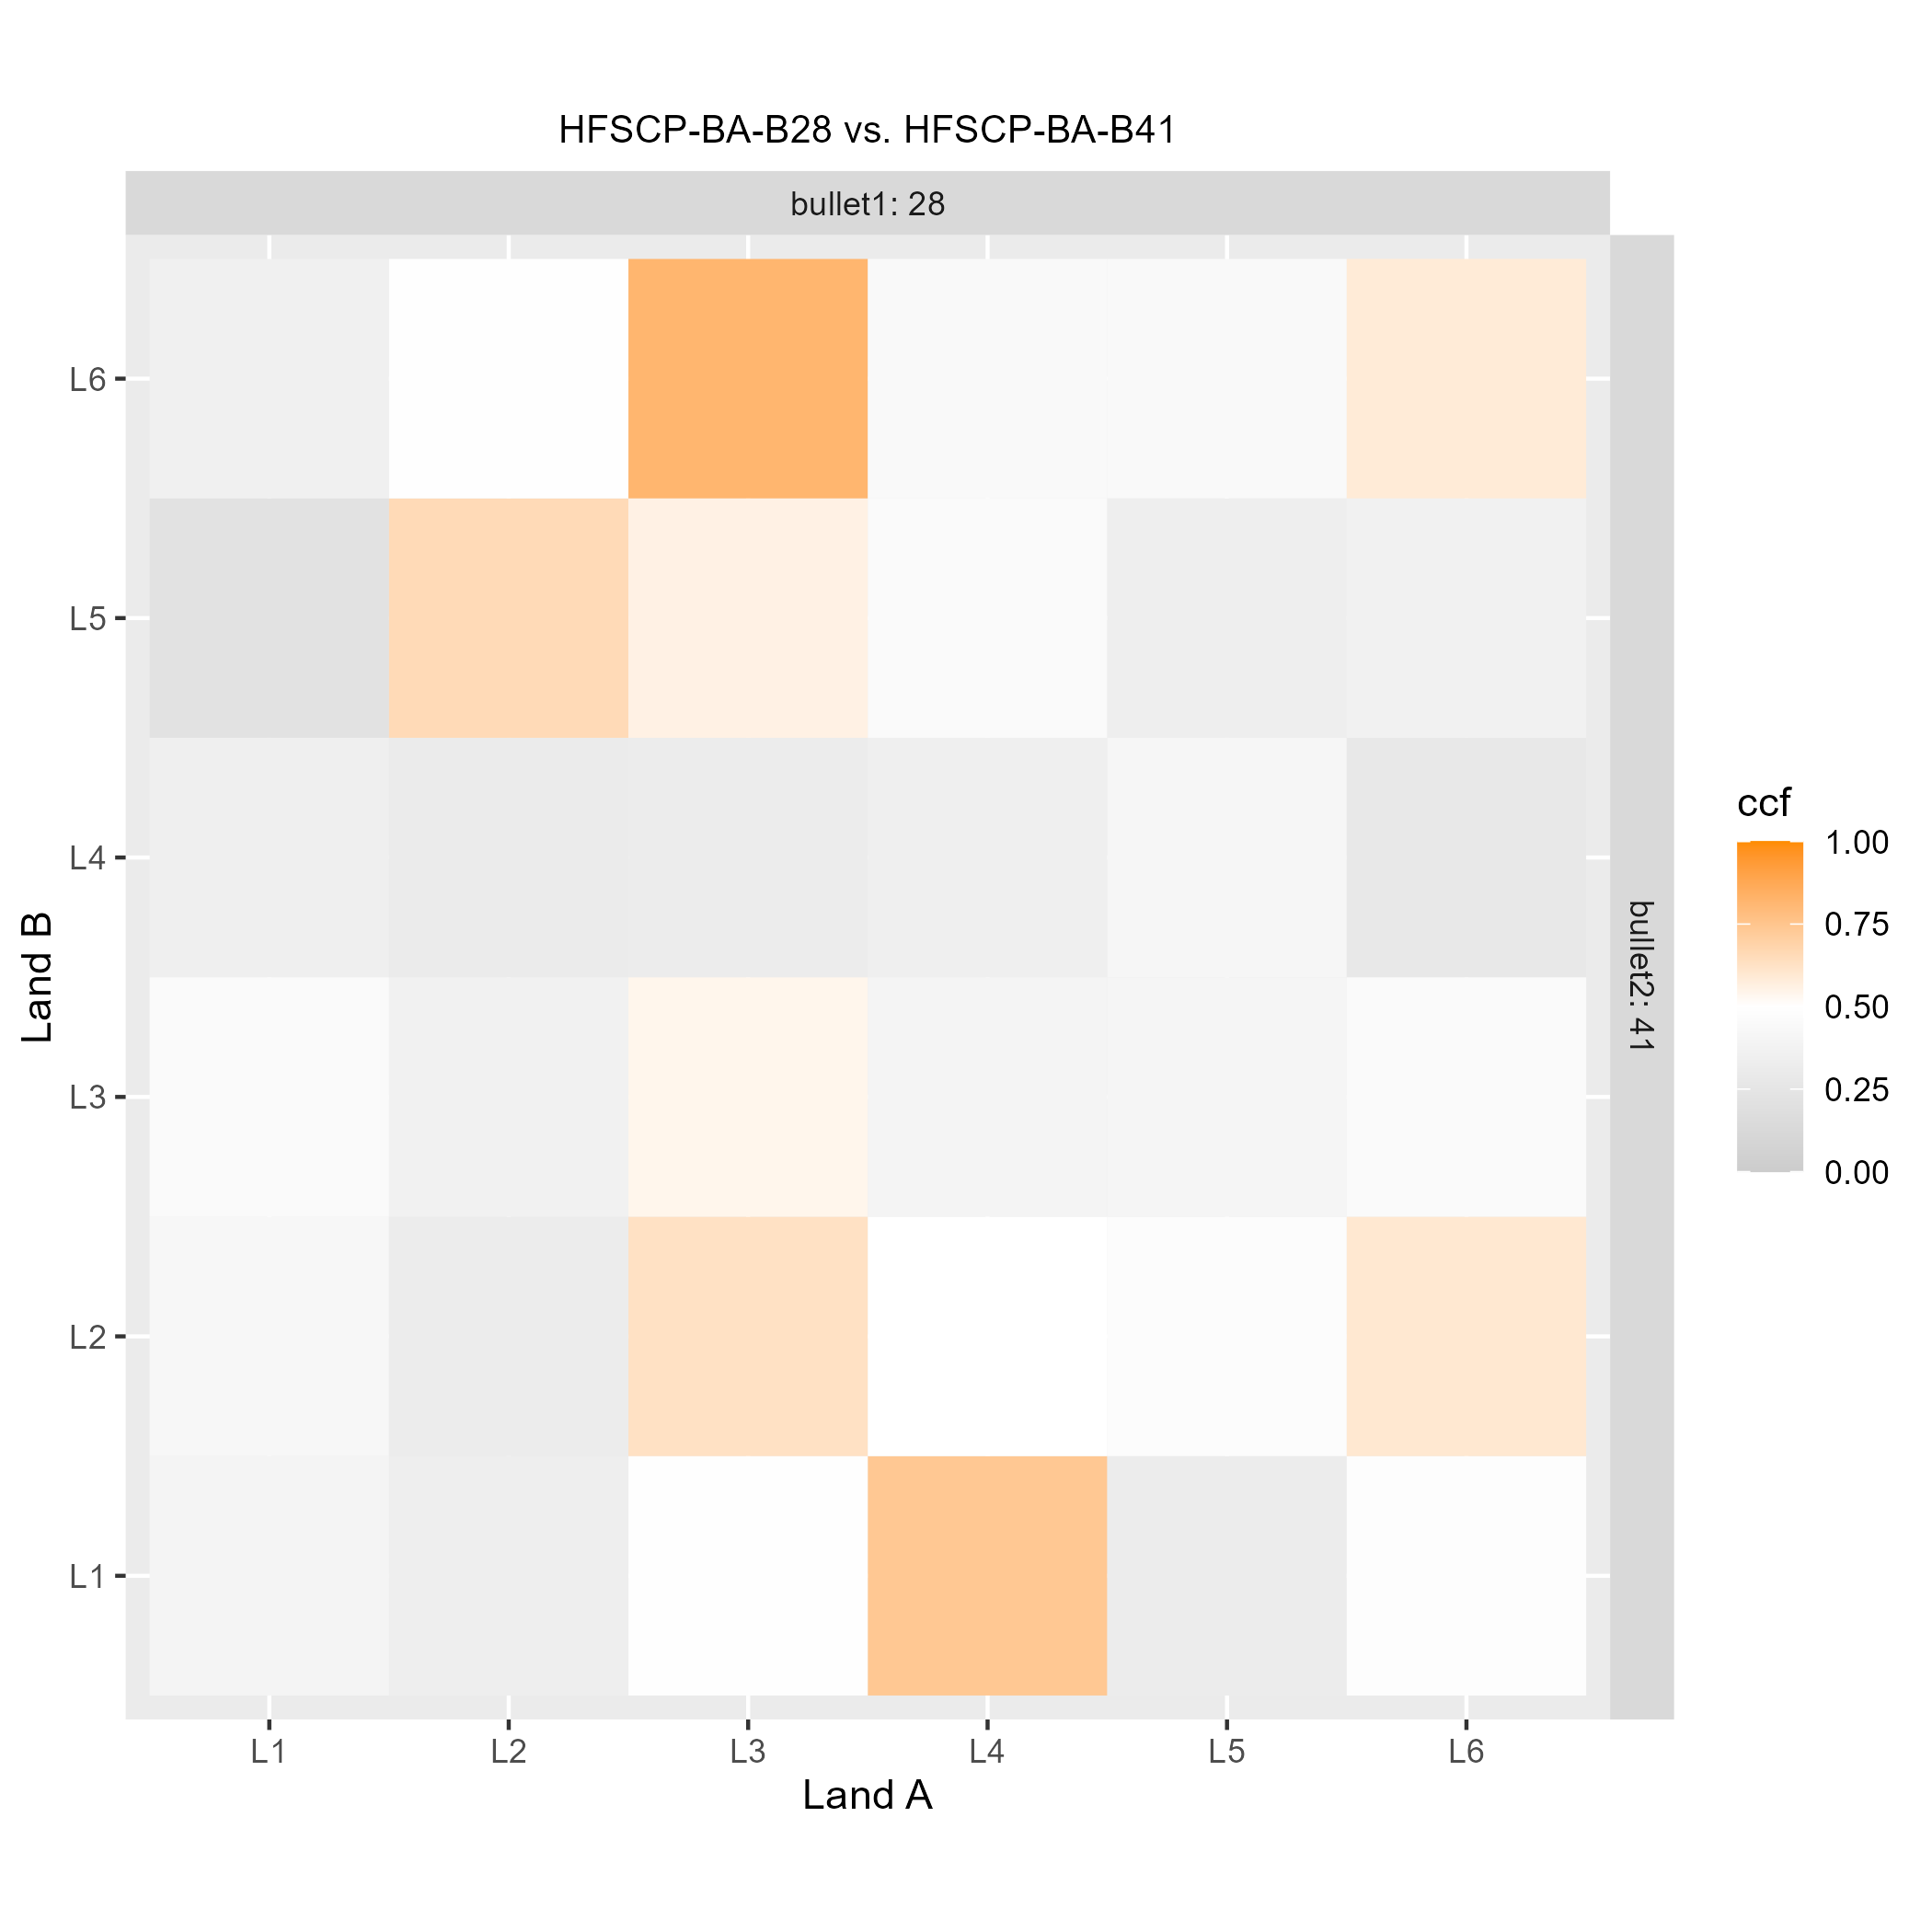 HFSCP-BA-B28 vs. HFSCP-BA-B41
bullet1: 28
bullet2: 41
Land B
L6
L5
L4
L3
L2
L1
L1
L2
L3
L4
L5
L6
Land A
ccf
1.00
0.75
0.50
0.25
0.00